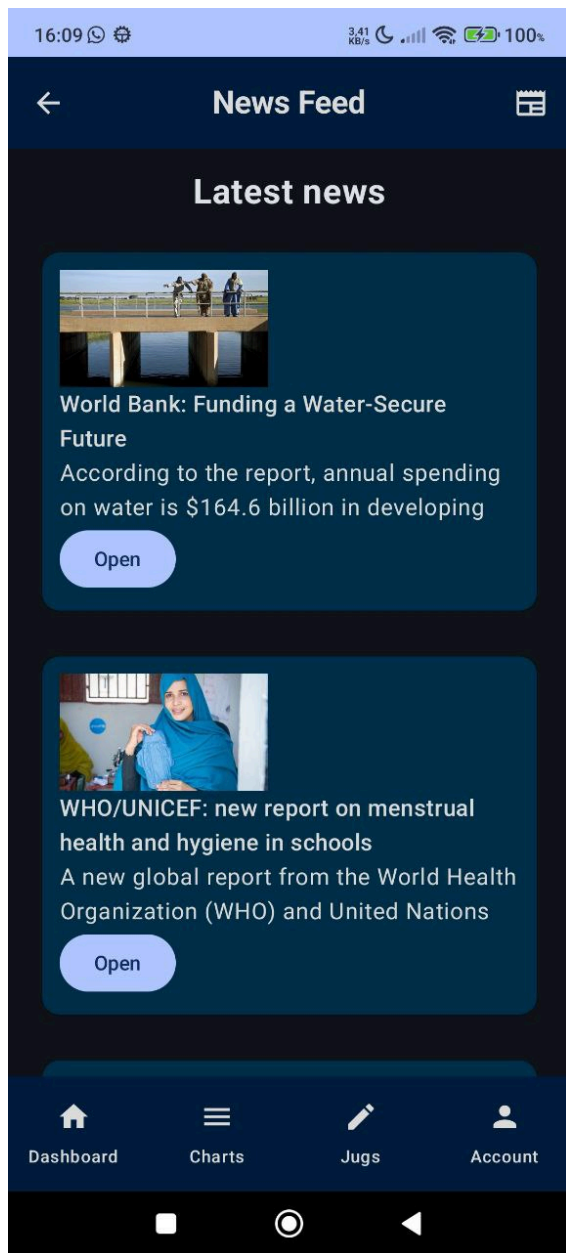 16:09
3,41
KB/s
100%
News Feed
Latest news
World Bank: Funding a Water-Secure
Future
According to the report, annual spending
on water is $164.6 billion in developing
Open
WHO/UNICEF: new report on menstrual
health and hygiene in schools
A new global report from the World Health
Organization (WHO) and United Nations
Open
Dashboard
Charts
Jugs
Account